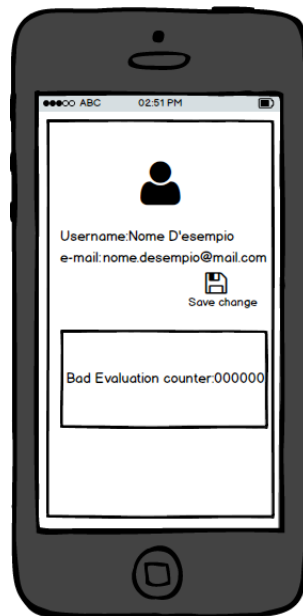 ABC 02:51 PM
Username:Nome D'esempio
e-mail:nome.desempio@mail.com
Save change
Bad Evaluation counter:000000